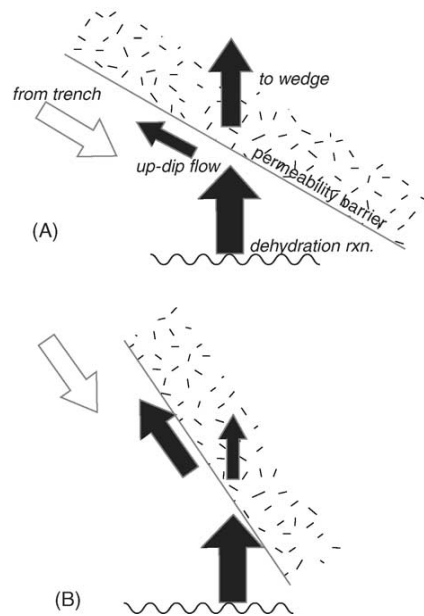 to wedge
from trench
up-dip flow
permeability barrier
(A)
dehydration rxn.
(B)